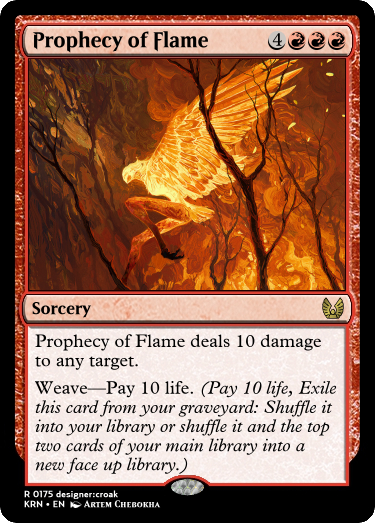 Prophecy of Flame 4
Sorcery
Prophecy of Flame deals 10 damage
to any target.
Weave—Pay 10 life. (Pay 10 life, Exile
this card from your graveyard: Shuffle it
into your library or shuffle it and the top
two cards of your main library into a
new face up library.)
R 0175 designer:croak
KRN • EN ARTEM CHEBOKHA